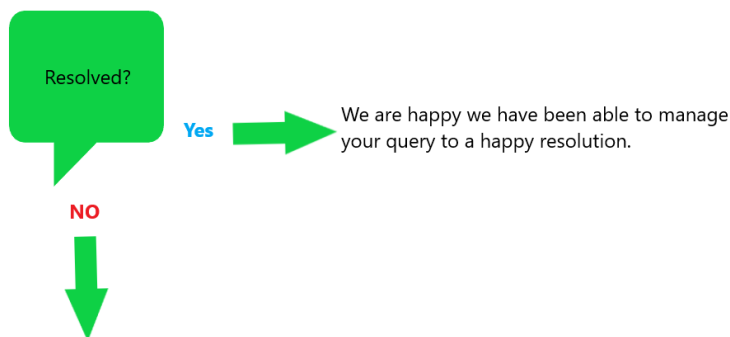 Resolved?
Yes
We are happy we have been able to manage
your query to a happy resolution.
NO